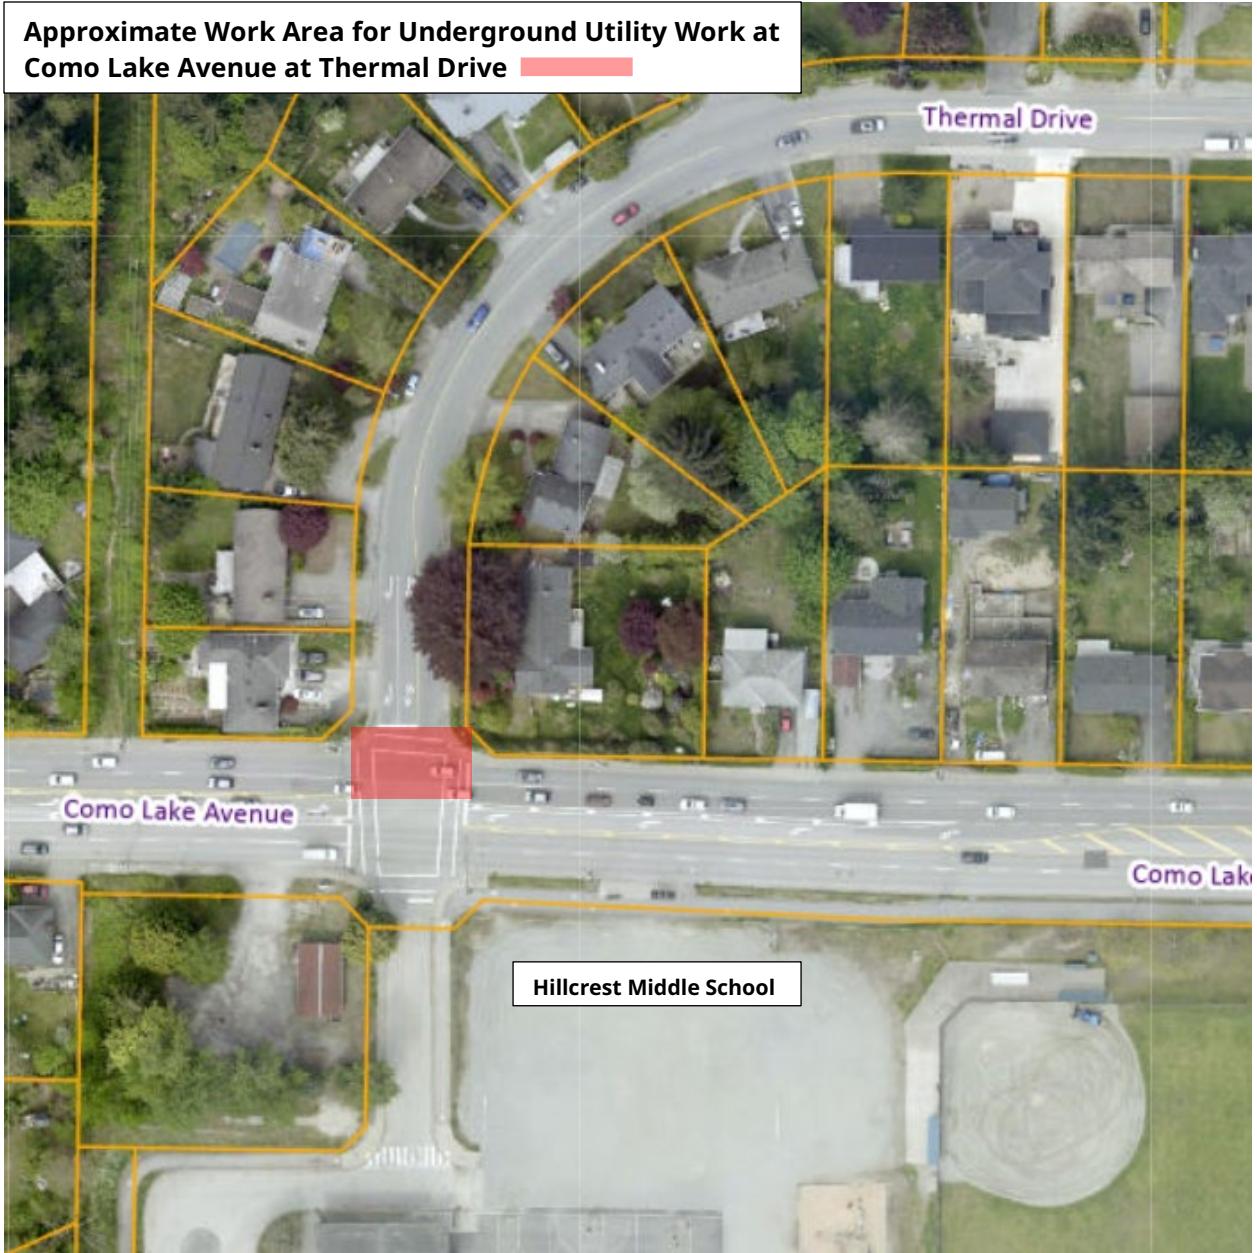 Approximate Work Area for Underground Utility Work at
Como Lake Avenue at Thermal Drive
Thermal Drive
Como Lake Avenue
Como Lake
Hillcrest Middle School